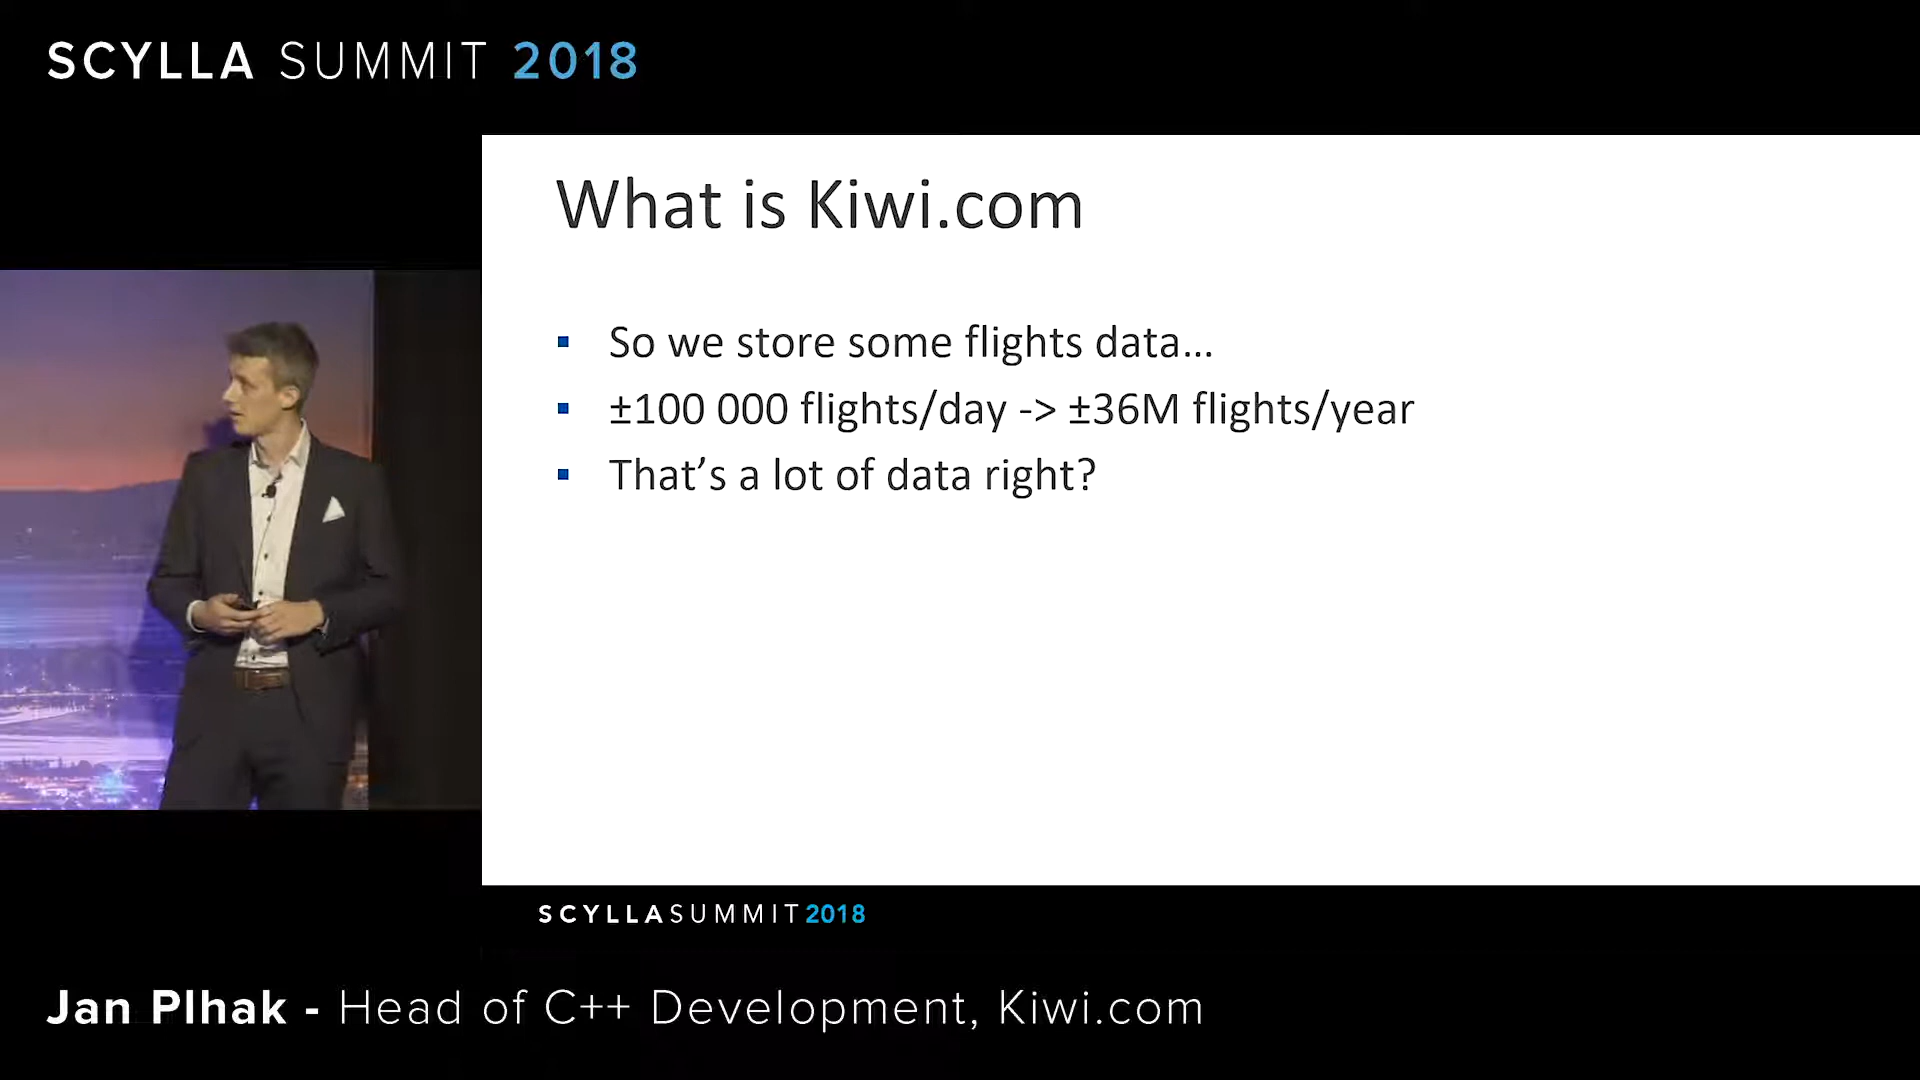 SCYLLA SUMMIT 2018
What is Kiwi.com
▪ So we store some flights data…
▪ ±100 000 flights/day -> ±36M flights/year
▪ That’s a lot of data right?
SCYLLASUMMIT2018
Jan Plhak - Head of C++ Development, Kiwi.com